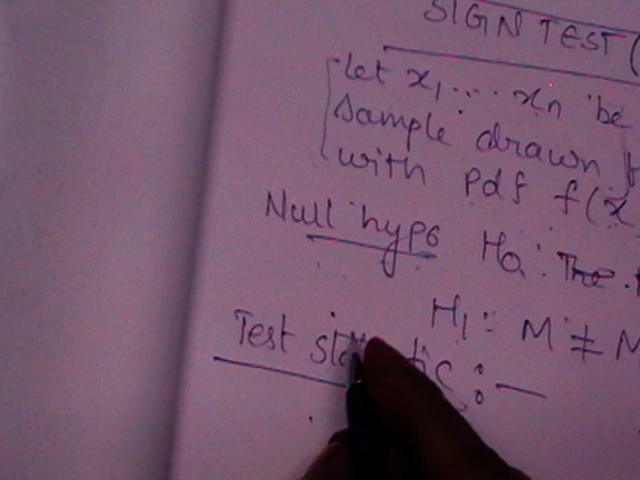 SIGN TEST (
Let x1 .... xn be
Sample drawn
with pdf f(x
Null hypo H0 : The
H1 : M ≠ M
Test statistic : —